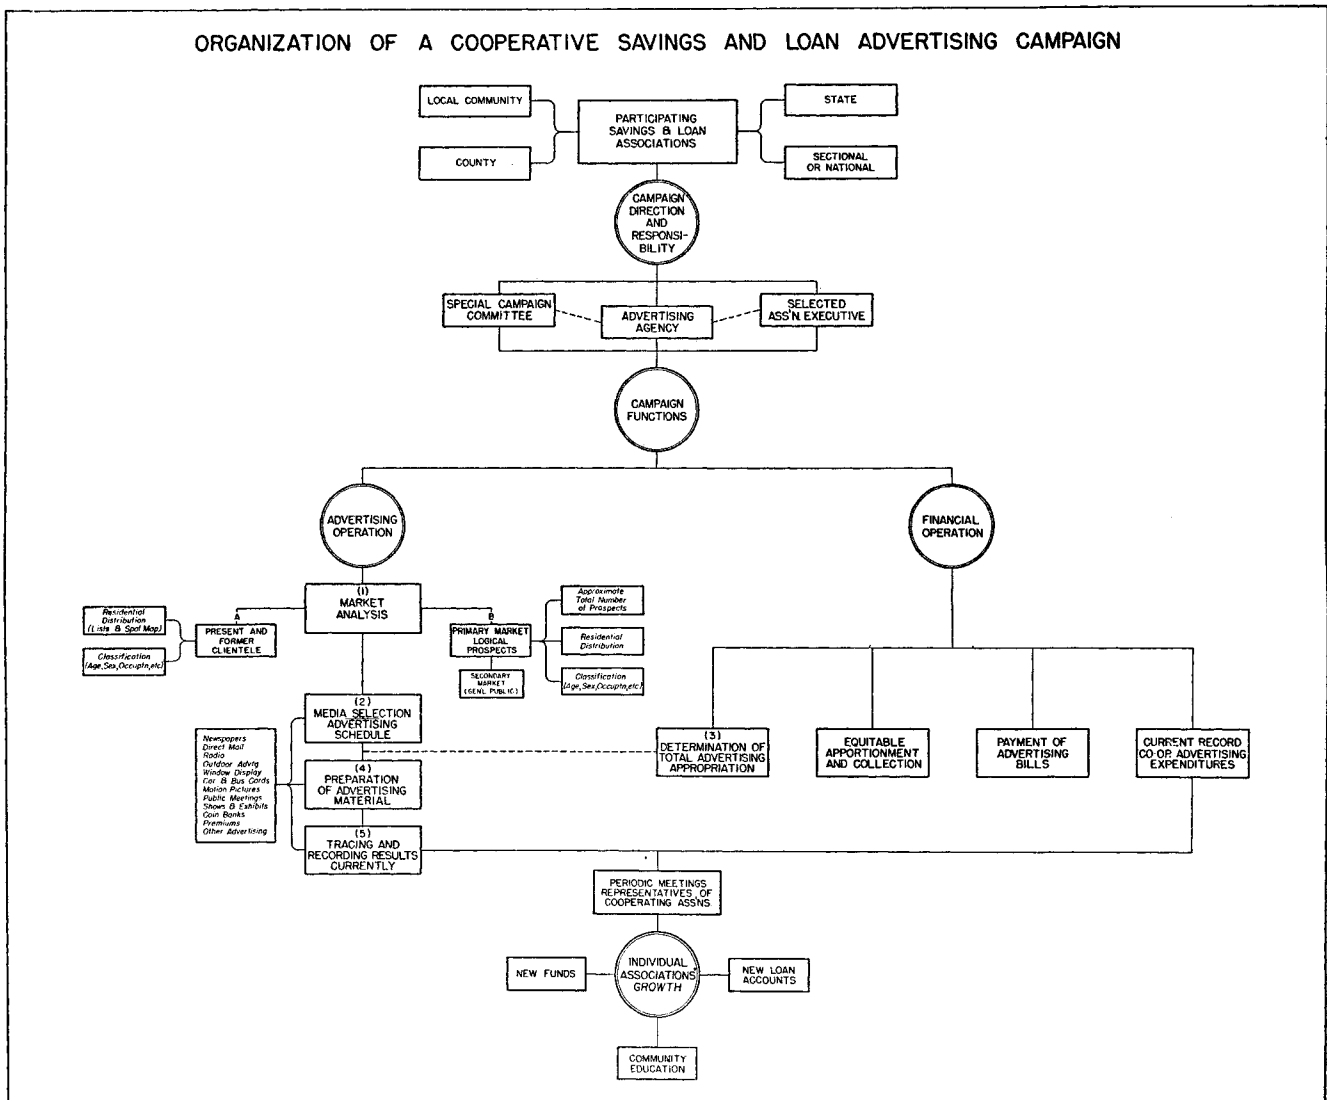 ORGANIZATION OF A COOPERATIVE SAVINGS AND LOAN ADVERTISING CAMPAIGN
LOCAL COMMUNITY
COUNTY
PARTICIPATING
SAVINGS & LOAN
ASSOCIATIONS
STATE
SECTIONAL
OR NATIONAL
CAMPAIGN
DIRECTION
AND
RESPONSI-
BILITY
SPECIAL CAMPAIGN
COMMITTEE
ADVERTISING
AGENCY
SELECTED
ASS'N. EXECUTIVE
CAMPAIGN
FUNCTIONS
ADVERTISING
OPERATION
FINANCIAL
OPERATION
(1)
MARKET
ANALYSIS
A
PRESENT AND
FORMER
CLIENTELE
Residential
Distribution
(Lists & Spot Map)
Classification
(Age, Sex, Occuptn, etc)
B
PRIMARY MARKET
LOGICAL
PROSPECTS
SECONDARY
MARKET
(GEN'L PUBLIC)
Approximate
Total Number
of Prospects
Residential
Distribution
Classification
(Age, Sex, Occuptn, etc)
(2)
MEDIA SELECTION
ADVERTISING
SCHEDULE
Newspapers
Direct Mail
Radio
Outdoor Advtg
Window Display
Car & Bus Cards
Motion Pictures
Public Meetings
Shows & Exhibits
Coin Banks
Premiums
Other Advertising
(3)
DETERMINATION OF
TOTAL ADVERTISING
APPROPRIATION
EQUITABLE
APPORTIONMENT
AND COLLECTION
PAYMENT OF
ADVERTISING
BILLS
CURRENT RECORD
CO-OP. ADVERTISING
EXPENDITURES
(4)
PREPARATION
OF ADVERTISING
MATERIAL
(5)
TRACING AND
RECORDING RESULTS
CURRENTLY
PERIODIC MEETINGS
REPRESENTATIVES OF
COOPERATING ASS'NS
NEW FUNDS
INDIVIDUAL
ASSOCIATIONS'
GROWTH
NEW LOAN
ACCOUNTS
COMMUNITY
EDUCATION